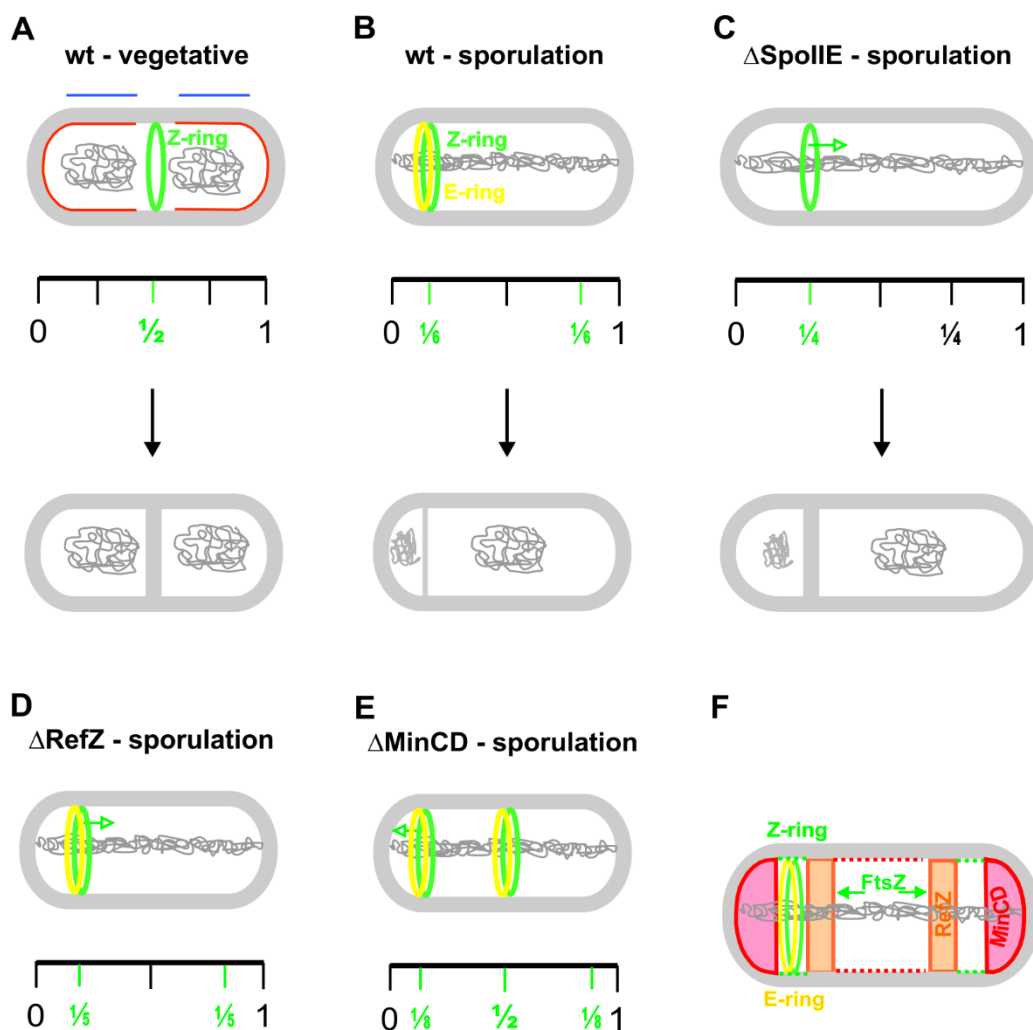 A
wt - vegetative
Z-ring
0 ½ 1
B
wt - sporulation
Z-ring
E-ring
0 ⅙ ⅙ 1
C
ΔSpoIIE - sporulation
0 ¼ ¼ 1
D
ΔRefZ - sporulation
0 ⅕ ⅕ 1
E
ΔMinCD - sporulation
0 ⅛ ½ ⅛ 1
F
Z-ring
FtsZ
RefZ
MinCD
E-ring